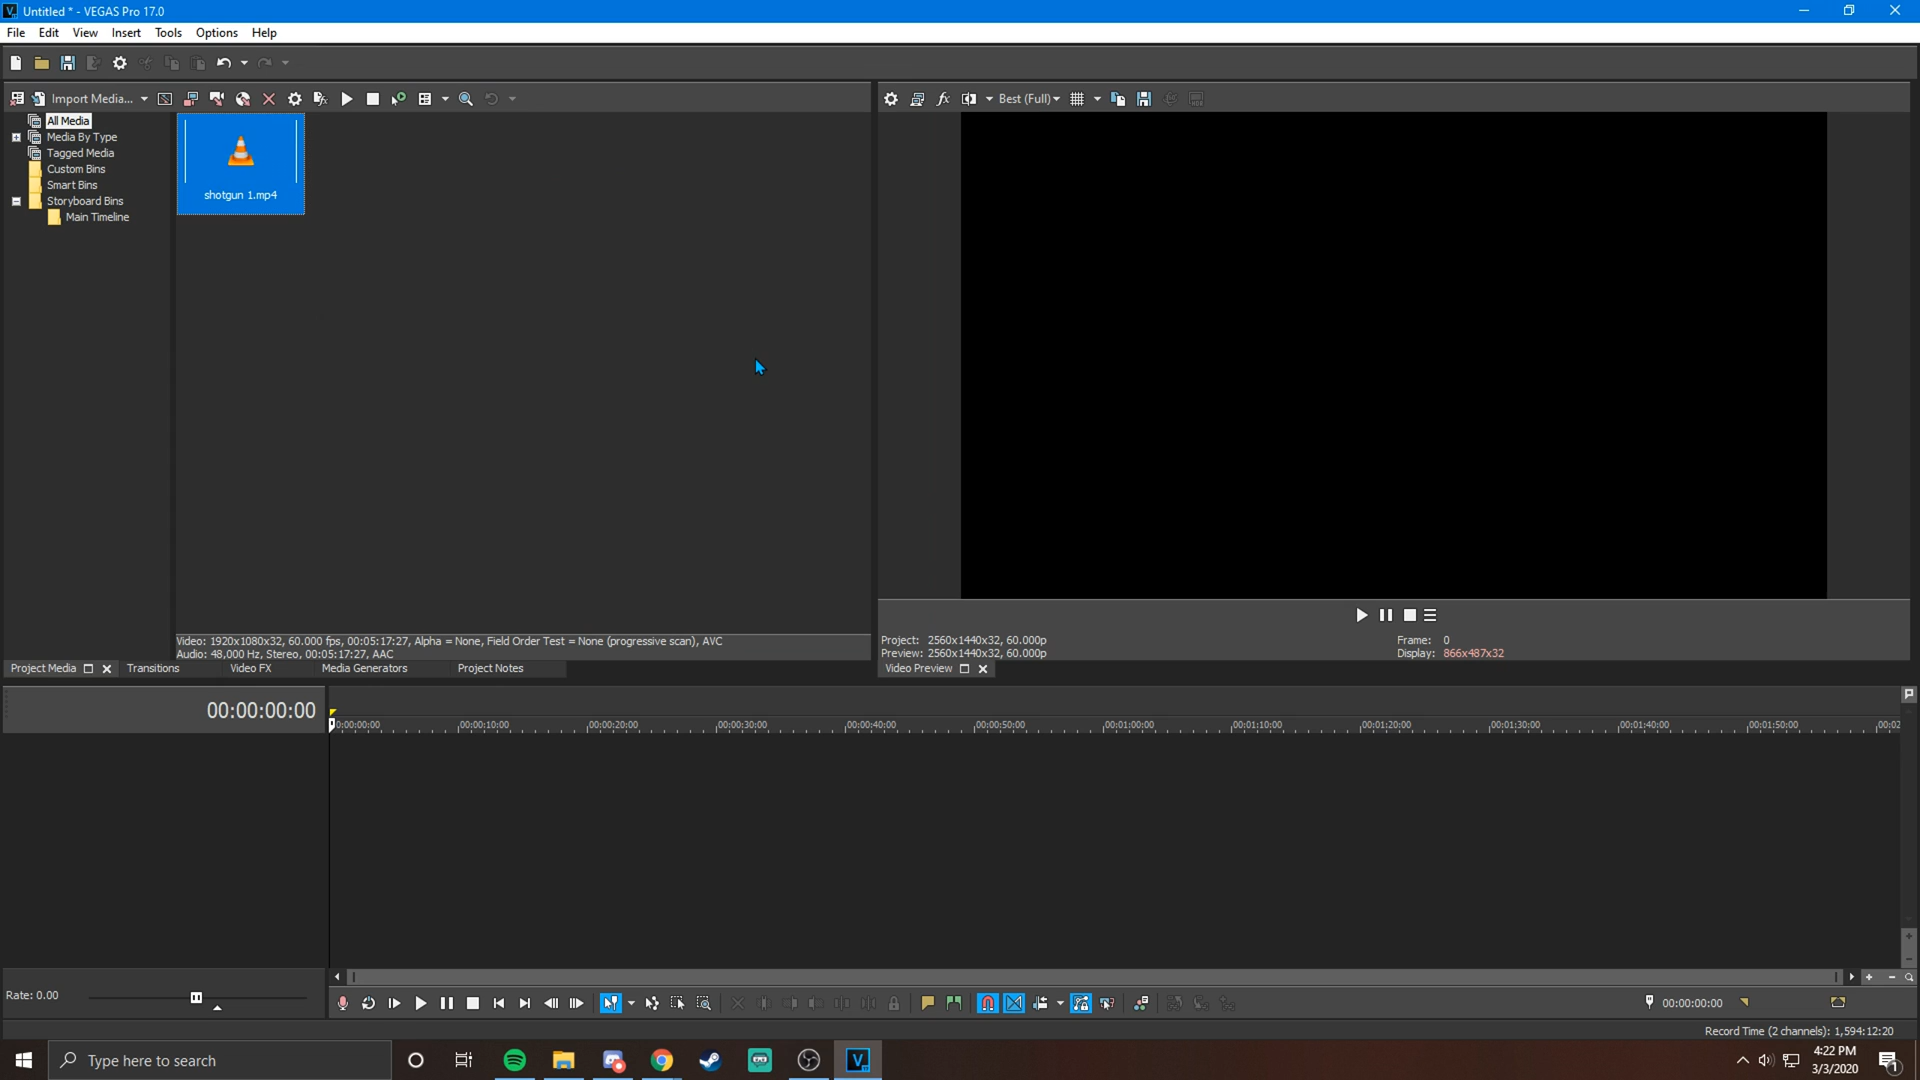 Untitled * - VEGAS Pro 17.0
File Edit View Insert Tools Options Help
Import Media...
Best (Full)
All Media
Media By Type
Tagged Media
Custom Bins
Smart Bins
Storyboard Bins
Main Timeline
shotgun 1.mp4
Video: 1920x1080x32, 60.000 fps, 00:05:17:27, Alpha = None, Field Order Test = None (progressive scan), AVC
Audio: 48,000 Hz, Stereo, 00:05:17:27, AAC
Project: 2560x1440x32, 60.000p
Preview: 2560x1440x32, 60.000p
Frame: 0
Display: 866x487x32
Project Media Transitions Video FX Media Generators Project Notes
Video Preview
00:00:00:00
0:00:00:00 00:00:10:00 00:00:20:00 00:00:30:00 00:00:40:00 00:00:50:00 00:01:00:00 00:01:10:00 00:01:20:00 00:01:30:00 00:01:40:00 00:01:50:00 00:02
Rate: 0.00
00:00:00:00
Record Time (2 channels): 1,594:12:20
Type here to search
4:22 PM
3/3/2020
1